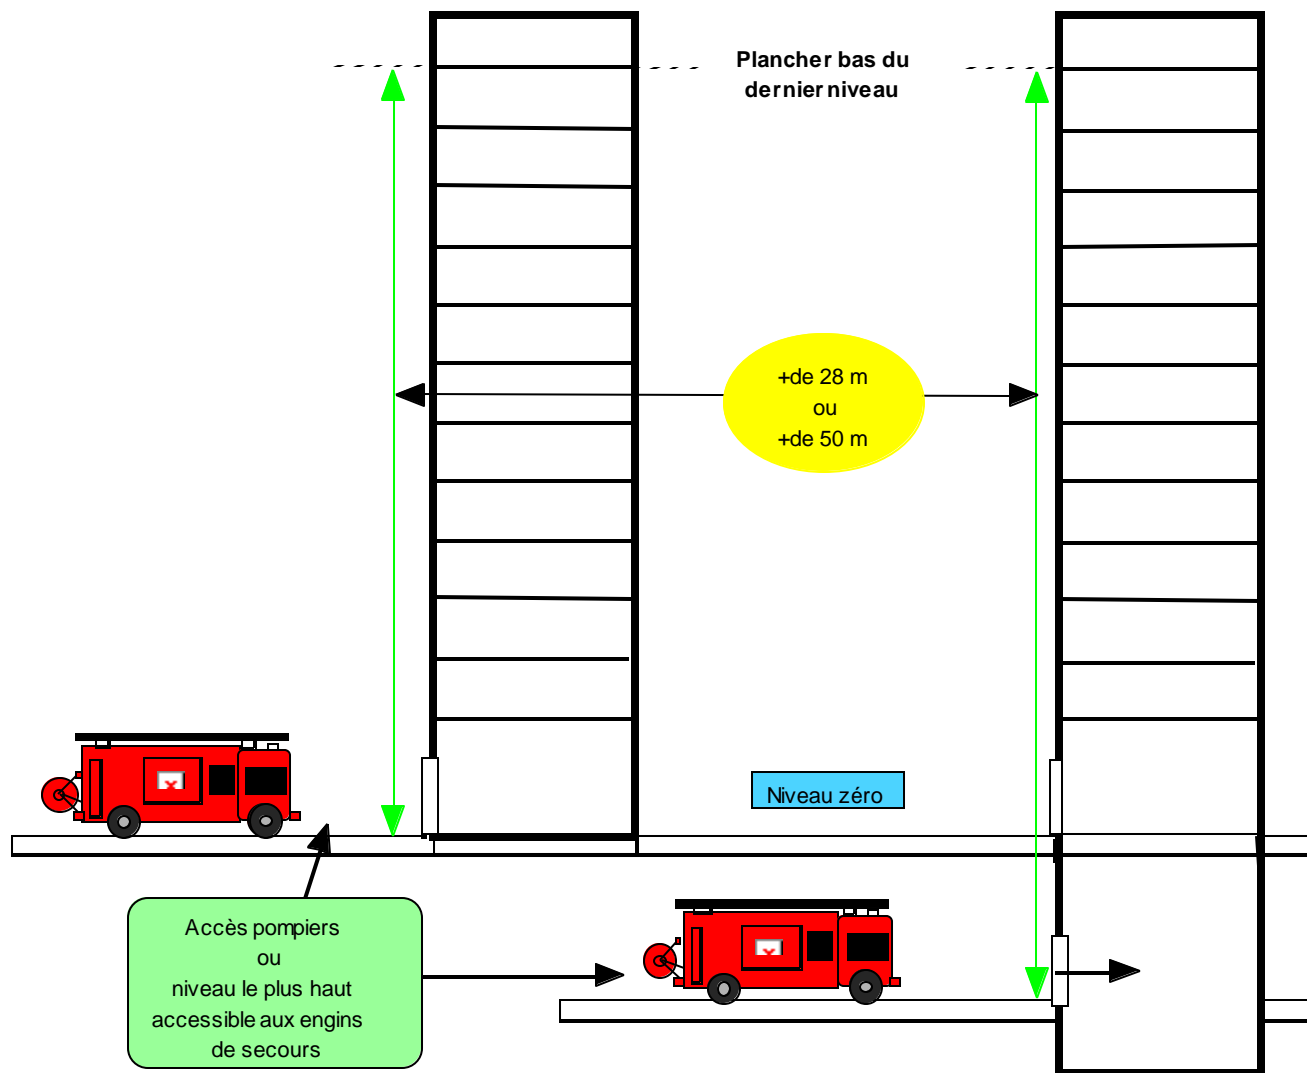 Plancher bas du
dernier niveau
+de 28 m
ou
+de 50 m
Niveau zéro
Accès pompiers
ou
niveau le plus haut
accessible aux engins
de secours